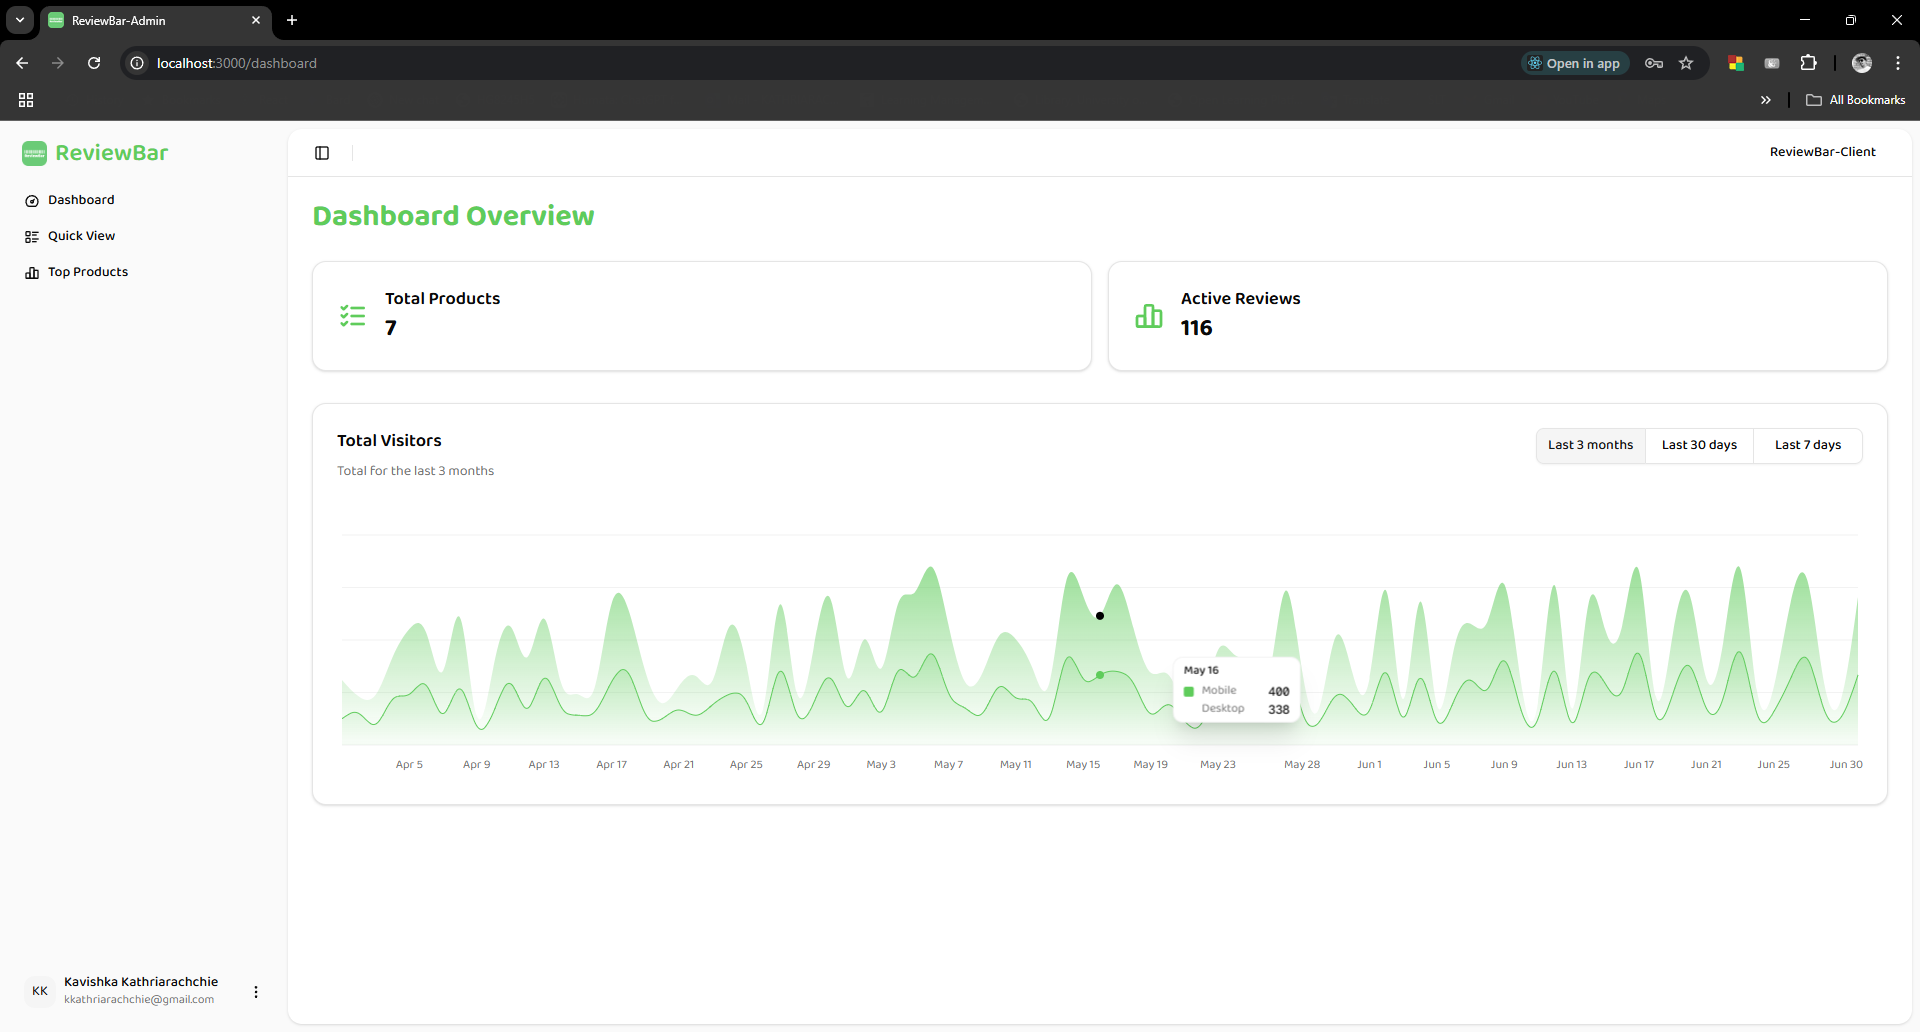 ReviewBar-Admin
localhost:3000/dashboard
Open in app
All Bookmarks
ReviewBar
Dashboard
Quick View
Top Products
ReviewBar-Client
Dashboard Overview
Total Products
7
Active Reviews
116
Total Visitors
Total for the last 3 months
Last 3 months Last 30 days Last 7 days
May 16
Mobile 400
Desktop 338
Apr 5 Apr 9 Apr 13 Apr 17 Apr 21 Apr 25 Apr 29 May 3 May 7 May 11 May 15 May 19 May 23 May 28 Jun 1 Jun 5 Jun 9 Jun 13 Jun 17 Jun 21 Jun 25 Jun 30
KK
Kavishka Kathriarachchie
kkathriarachchie@gmail.com